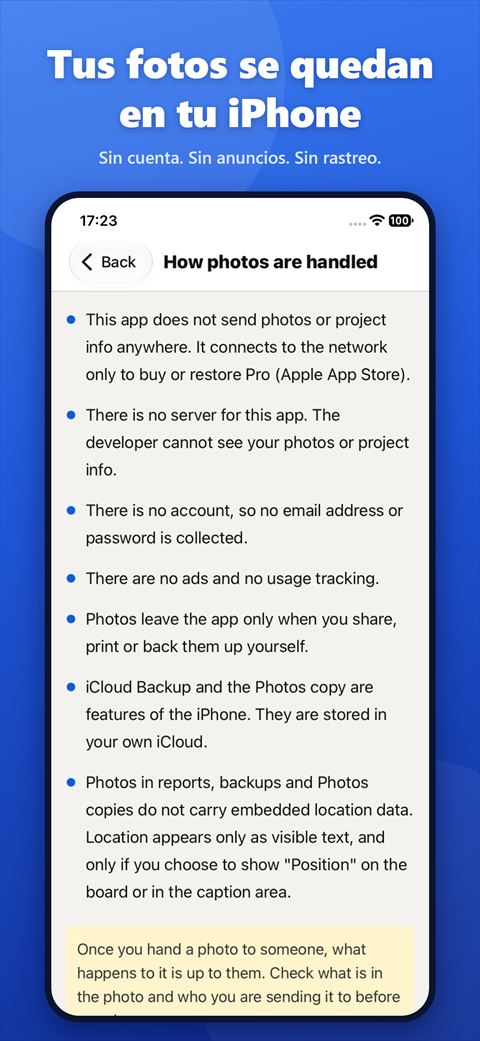 Tus fotos se quedan
en tu iPhone
Sin cuenta. Sin anuncios. Sin rastreo.
17:23
100
Back
How photos are handled
This app does not send photos or project
info anywhere. It connects to the network
only to buy or restore Pro (Apple App Store).
There is no server for this app. The
developer cannot see your photos or project
info.
There is no account, so no email address or
password is collected.
There are no ads and no usage tracking.
Photos leave the app only when you share,
print or back them up yourself.
iCloud Backup and the Photos copy are
features of the iPhone. They are stored in
your own iCloud.
Photos in reports, backups and Photos
copies do not carry embedded location data.
Location appears only as visible text, and
only if you choose to show "Position" on the
board or in the caption area.
Once you hand a photo to someone, what
happens to it is up to them. Check what is in
the photo and who you are sending it to before